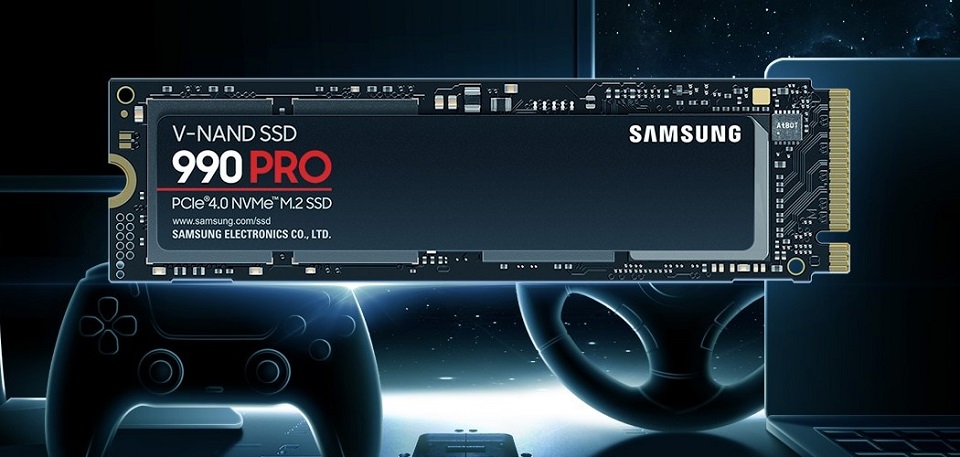 V-NAND SSD
SAMSUNG
990 PRO
PCIe®4.0 NVMe™ M.2 SSD
www.samsung.com/ssd
SAMSUNG ELECTRONICS CO., LTD.
AtBOT